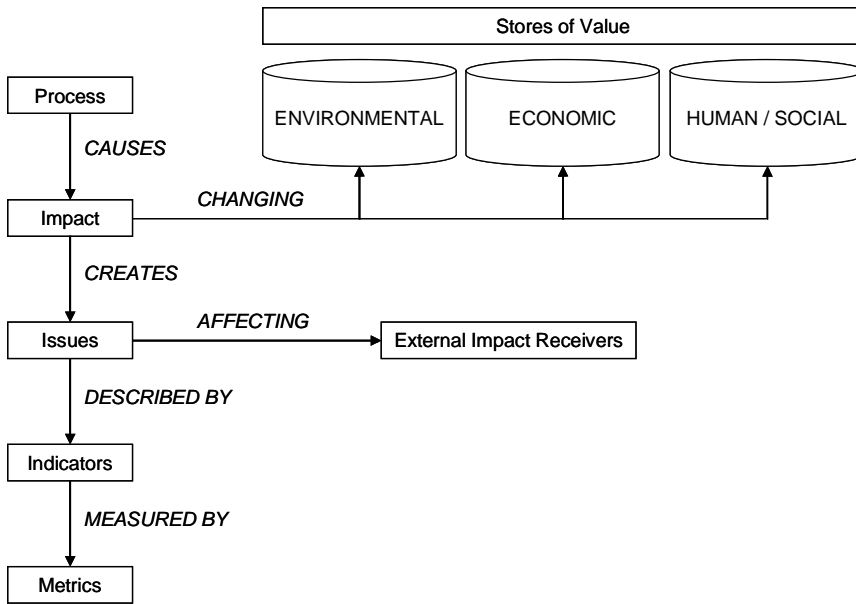 Stores of Value
Process
ENVIRONMENTAL
ECONOMIC
HUMAN / SOCIAL
CAUSES
CHANGING
Impact
CREATES
AFFECTING
Issues
External Impact Receivers
DESCRIBED BY
Indicators
MEASURED BY
Metrics